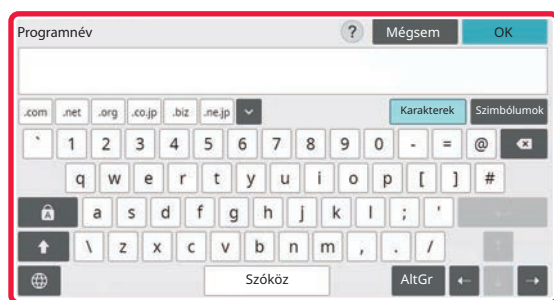 Programnév ? Mégsem OK
.com .net .org .co.jp .biz .ne.jp Karakterek Szimbólumok
` 1 2 3 4 5 6 7 8 9 0 - = @
q w e r t y u i o p [ ] #
A a s d f g h j k l ; '
\ z x c v b n m , . /
Szóköz AltGr